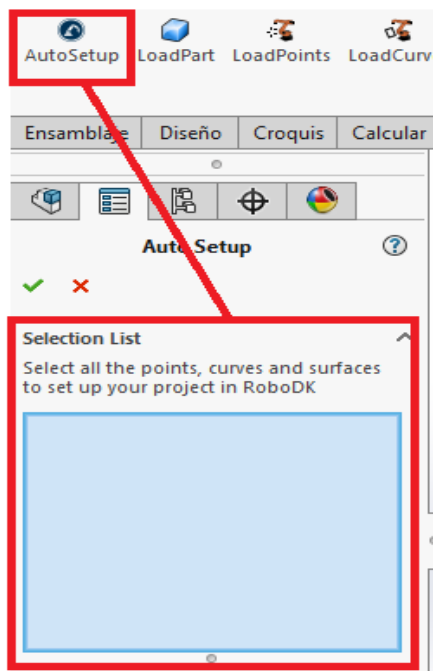 AutoSetup LoadPart LoadPoints LoadCurv
Ensamblaje Diseño Croquis Calcular
Auto Setup
Selection List
Select all the points, curves and surfaces
to set up your project in RoboDK